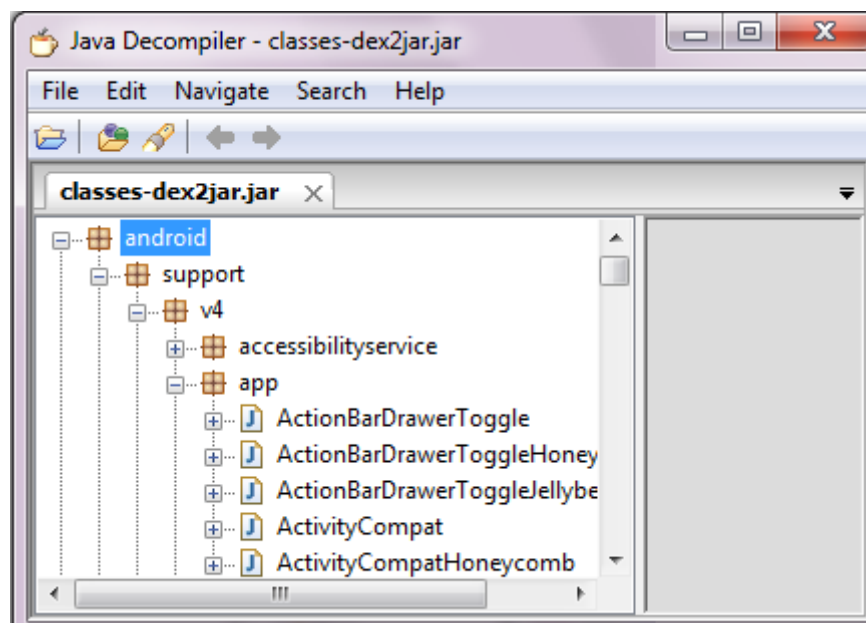 Java Decompiler - classes-dex2jar.jar
File Edit Navigate Search Help
classes-dex2jar.jar
android
support
v4
accessibilityservice
app
ActionBarDrawerToggle
ActionBarDrawerToggleHoney
ActionBarDrawerToggleJellybe
ActivityCompat
ActivityCompatHoneycomb